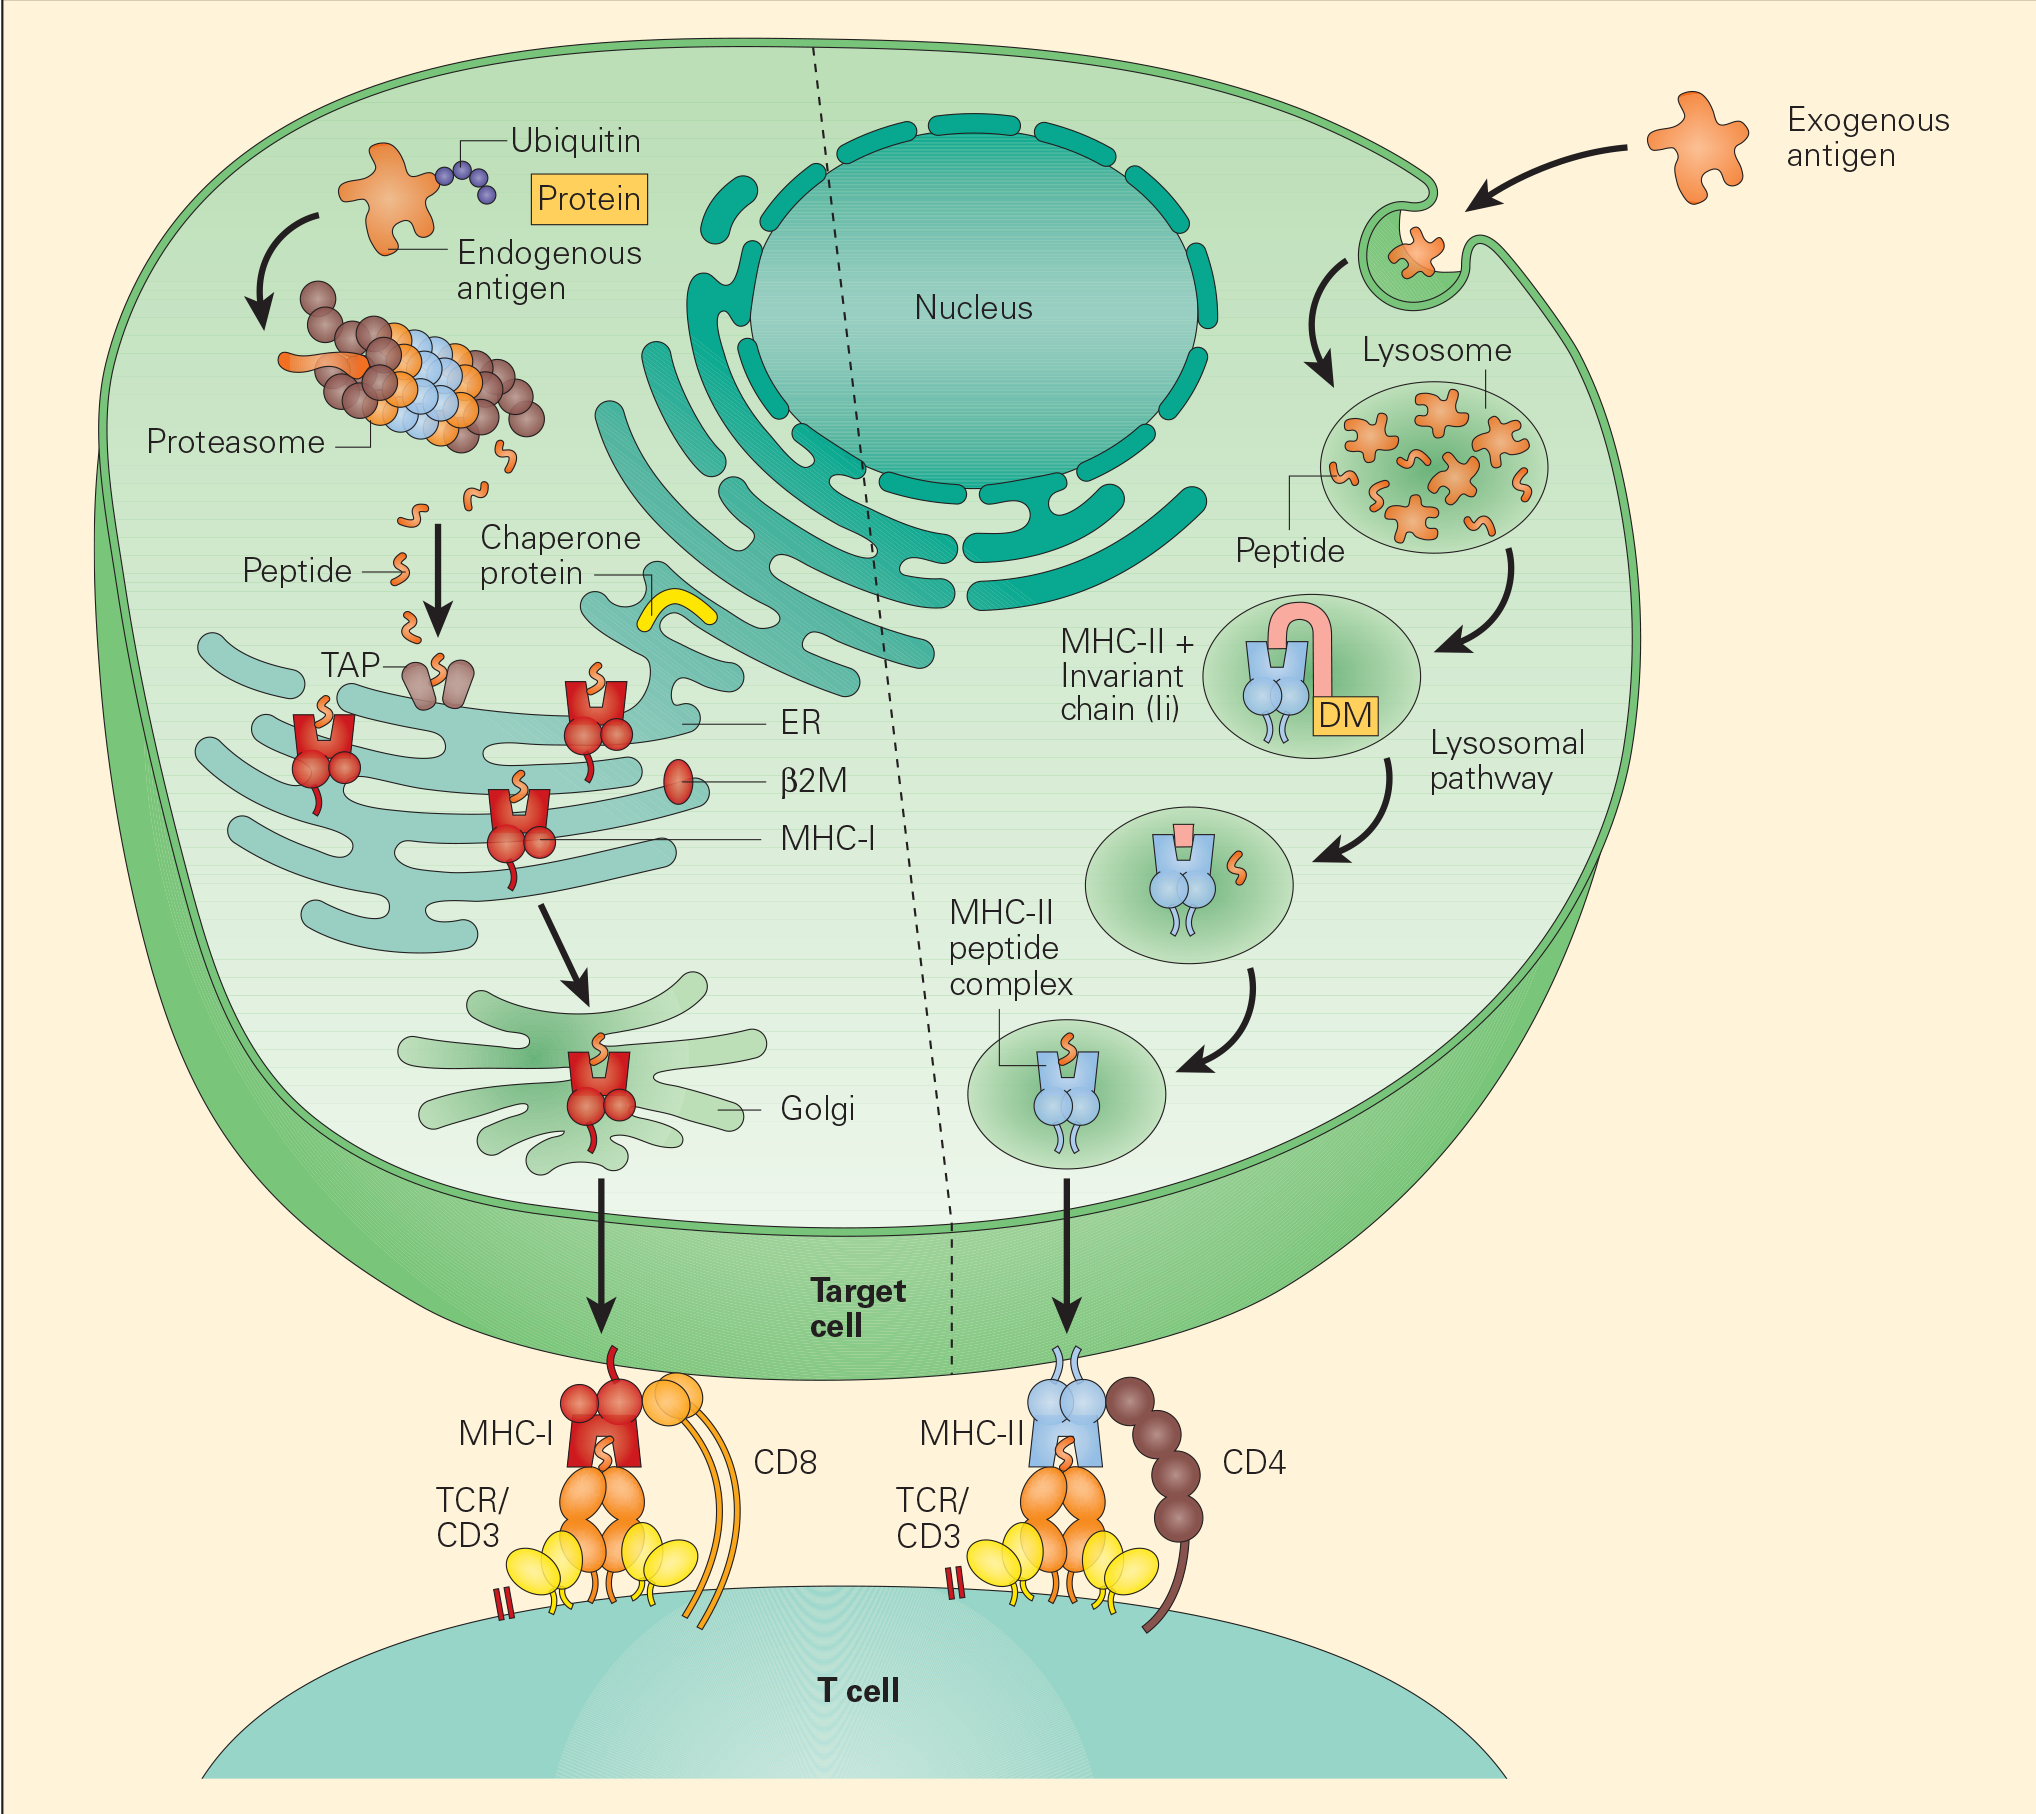 Ubiquitin
Protein
Endogenous
antigen
Proteasome
Peptide
Chaperone
protein
TAP
ER
β2M
MHC-I
Golgi
Nucleus
Exogenous
antigen
Lysosome
Peptide
MHC-II +
Invariant
chain (Ii)
DM
Lysosomal
pathway
MHC-II
peptide
complex
Target
cell
MHC-I
CD8
TCR/
CD3
MHC-II
CD4
TCR/
CD3
T cell